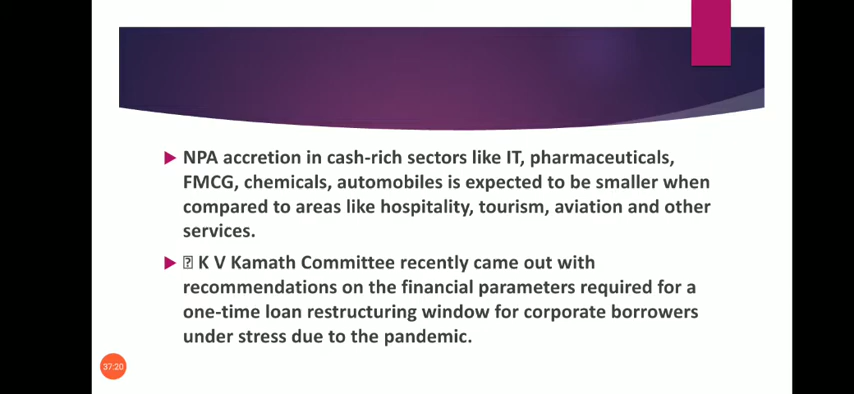 NPA accretion in cash-rich sectors like IT, pharmaceuticals,
FMCG, chemicals, automobiles is expected to be smaller when
compared to areas like hospitality, tourism, aviation and other
services.
K V Kamath Committee recently came out with
recommendations on the financial parameters required for a
one-time loan restructuring window for corporate borrowers
under stress due to the pandemic.
37:20